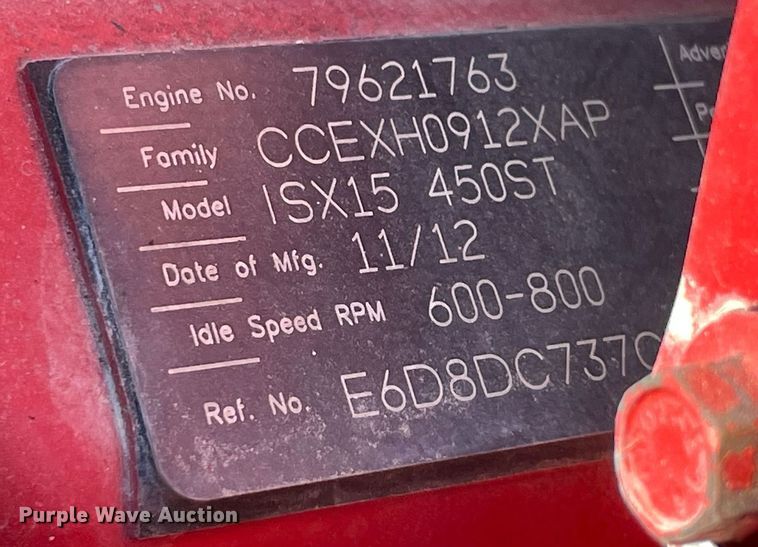 Engine No. 79621763
Family CCEXH0912XAP
Model ISX15 450ST
Date of Mfg. 11/12
Idle Speed RPM 600-800
Ref. No. E6D8DC737
Purple Wave Auction